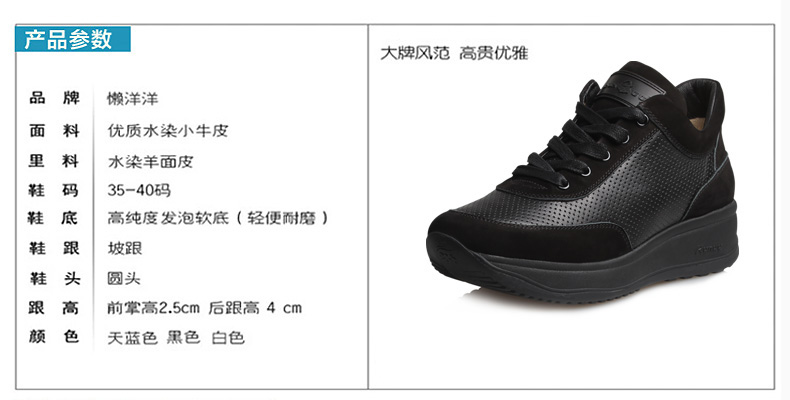 产品参数
品 牌 懒洋洋
面 料 优质水染小牛皮
里 料 水染羊面皮
鞋 码 35-40码
鞋 底 高纯度发泡软底（轻便耐磨）
鞋 跟 坡跟
鞋 头 圆头
跟 高 前掌高2.5cm 后跟高 4 cm
颜 色 天蓝色 黑色 白色
大牌风范 高贵优雅